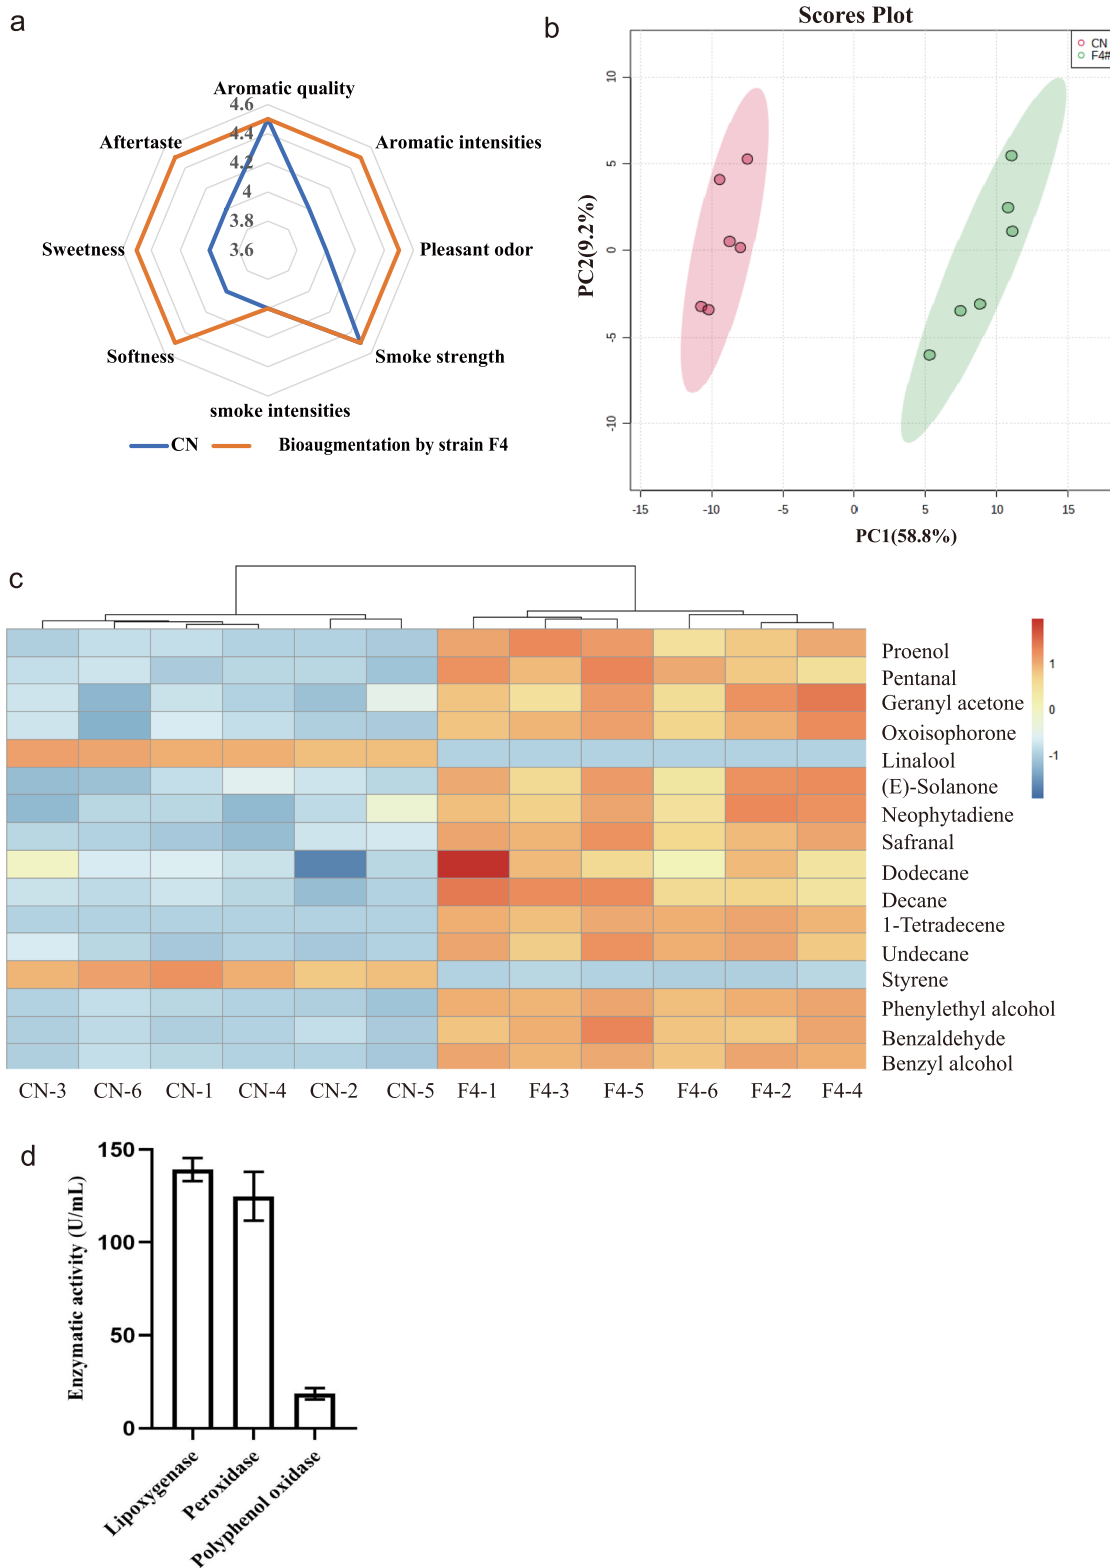 a
Aromatic quality
4.6
4.4
4.2
4
3.8
3.6
Aftertaste
Aromatic intensities
Sweetness
Pleasant odor
Softness
Smoke strength
smoke intensities
CN
Bioaugmentation by strain F4
b
Scores Plot
CN
F4#
PC2(9.2%)
10
5
0
-5
-10
-15
-10
-5
0
5
10
15
PC1(58.8%)
c
Proenol
Pentanal
Geranyl acetone
Oxoisophorone
Linalool
(E)-Solanone
Neophytadiene
Safranal
Dodecane
Decane
1-Tetradecene
Undecane
Styrene
Phenylethyl alcohol
Benzaldehyde
Benzyl alcohol
1
0
-1
CN-3 CN-6 CN-1 CN-4 CN-2 CN-5 F4-1 F4-3 F4-5 F4-6 F4-2 F4-4
d
Enzymatic activity (U/mL)
150
100
50
0
Lipoxygenase
Peroxidase
Polyphenol oxidase